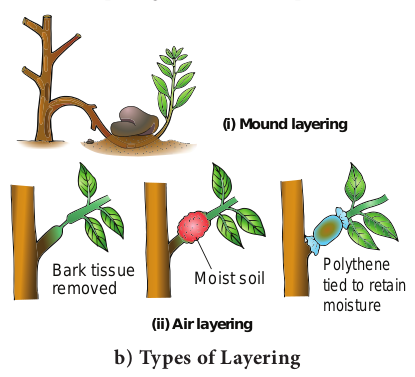 (i) Mound layering
Bark tissue
removed
Moist soil
Polythene
tied to retain
moisture
(ii) Air layering
b) Types of Layering